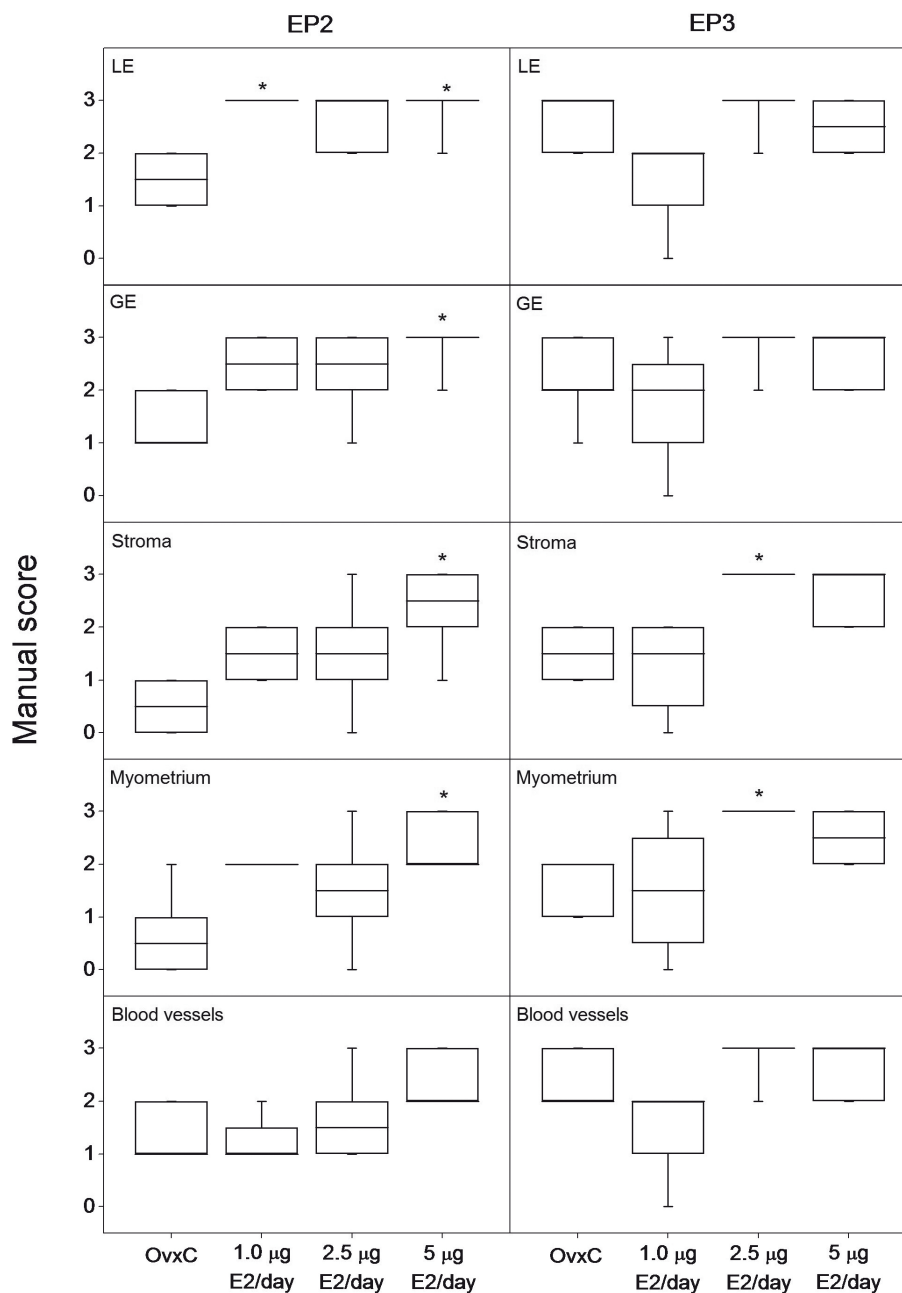 EP2
EP3
LE
*
*
3
2
1
0
LE
GE
*
3
2
1
0
GE
Manual score
Stroma
*
3
2
1
0
Stroma
*
Myometrium
*
3
2
1
0
Myometrium
*
Blood vessels
3
2
1
0
Blood vessels
OvxC
1.0 μg
E2/day
2.5 μg
E2/day
5 μg
E2/day
OvxC
1.0 μg
E2/day
2.5 μg
E2/day
5 μg
E2/day